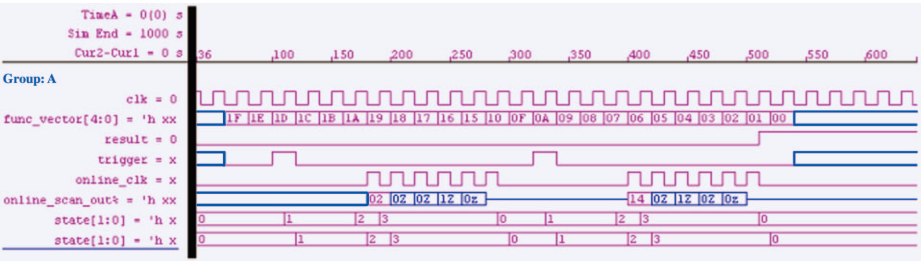 TimeA = 0(0) s
Sim End = 1000 s
Cur2-Cur1 = 0 s 36 100 150 200 250 300 350 400 450 500 550 600
Group: A
clk = 0
func_vector[4:0] = 'h xx 1F 1E 1D 1C 1B 1A 19 18 17 16 15 10 0F 0A 09 08 07 06 05 04 03 02 01 00
result = 0
trigger = x
online_clk = x
online_scan_out% = 'h xx 02 0Z 0Z 1Z 0z 14 0Z 1Z 0Z 0z
state[1:0] = 'h x 0 1 2 3 0 1 2 3 0
state[1:0] = 'h x 0 1 2 3 0 1 2 3 0